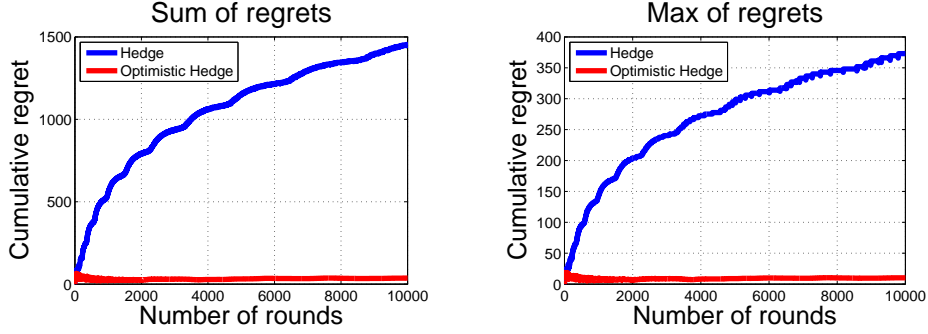 Sum of regrets
1500
1000
500
0
Cumulative regret
Hedge
Optimistic Hedge
0 2000 4000 6000 8000 10000
Number of rounds
Max of regrets
400
350
300
250
200
150
100
50
0
Cumulative regret
Hedge
Optimistic Hedge
0 2000 4000 6000 8000 10000
Number of rounds